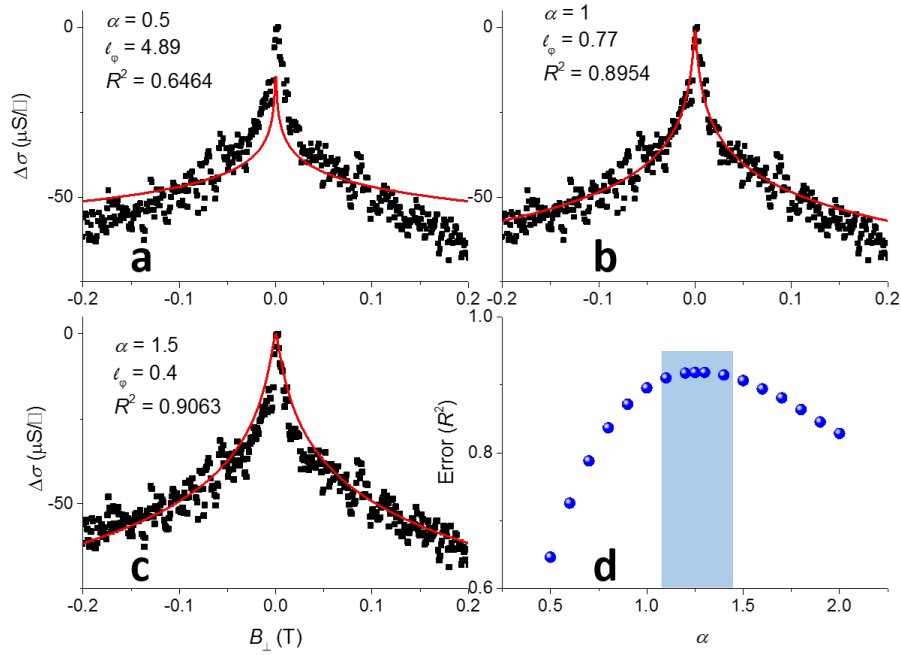 α = 0.5
ℓφ = 4.89
R² = 0.6464
0
-50
Δσ (μS/□)
-0.2
-0.1
0.0
0.1
0.2
a
α = 1
ℓφ = 0.77
R² = 0.8954
0
-50
Δσ (μS/□)
-0.2
-0.1
0.0
0.1
0.2
b
α = 1.5
ℓφ = 0.4
R² = 0.9063
0
-50
Δσ (μS/□)
-0.2
-0.1
0.0
0.1
0.2
B⊥ (T)
c
1.0
0.8
0.6
Error (R²)
0.5
1.0
1.5
2.0
α
d